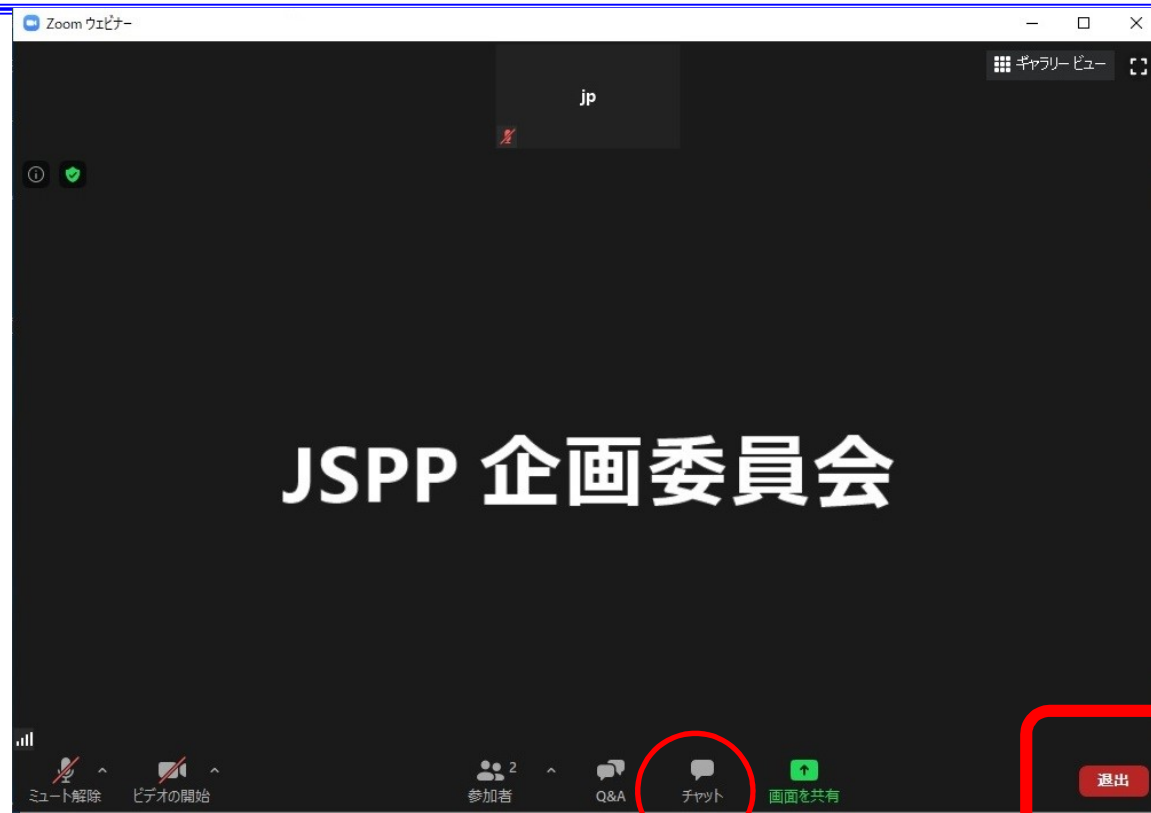 Zoom ウェビナー
jp
ギャラリー ビュー
JSPP 企画委員会
ミュート解除
ビデオの開始
2
参加者
Q&A
チャット
画面を共有
退出